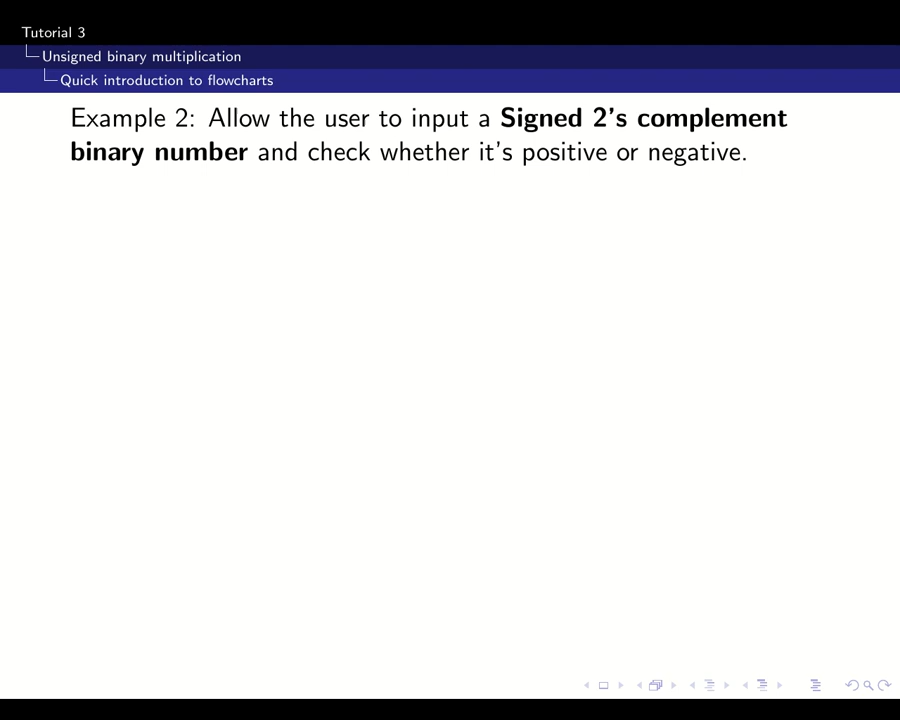 Tutorial 3
Unsigned binary multiplication
Quick introduction to flowcharts
Example 2: Allow the user to input a Signed 2's complement
binary number and check whether it's positive or negative.